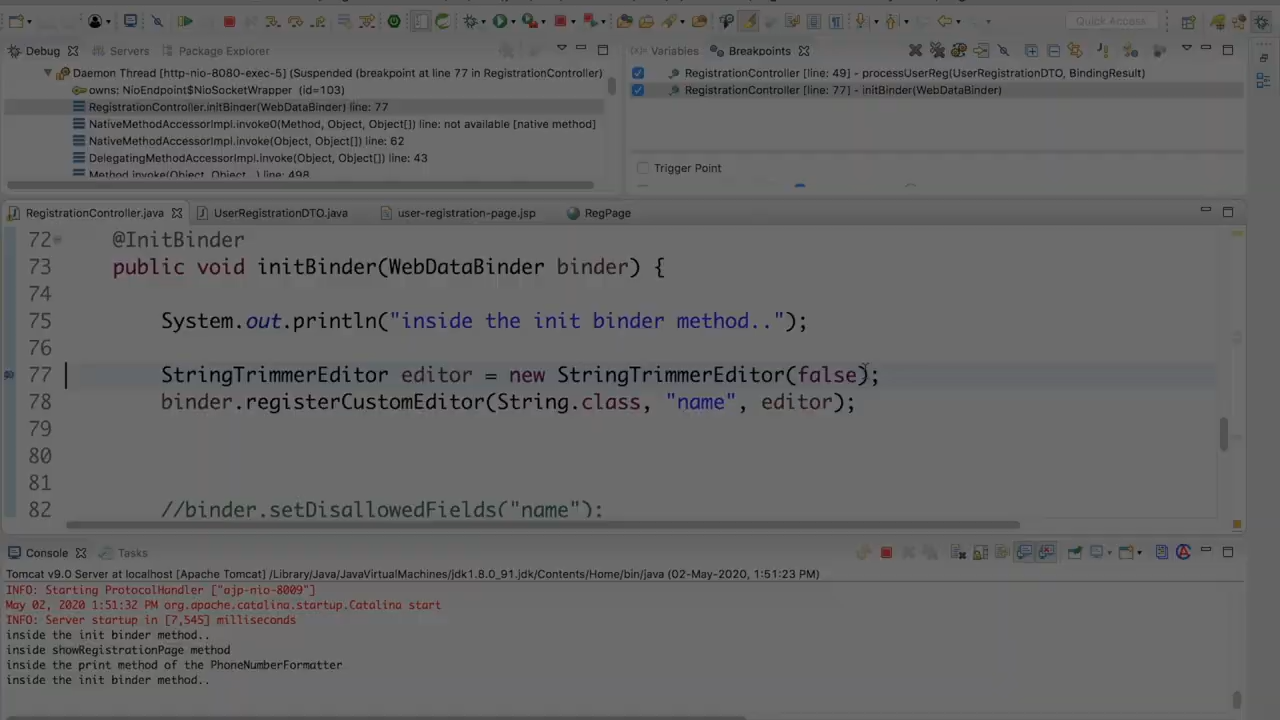 Quick Access
Debug
Servers
Package Explorer
Variables
Breakpoints
Daemon Thread [http-nio-8080-exec-5] (Suspended (breakpoint at line 77 in RegistrationController)
owns: NioEndpoint$NioSocketWrapper (id=103)
RegistrationController.initBinder(WebDataBinder) line: 77
NativeMethodAccessorImpl.invoke0(Method, Object, Object[]) line: not available [native method]
NativeMethodAccessorImpl.invoke(Object, Object[]) line: 62
DelegatingMethodAccessorImpl.invoke(Object, Object[]) line: 43
Method.invoke(Object, Object...) line: 498
RegistrationController [line: 49] - processUserReg(UserRegistrationDTO, BindingResult)
RegistrationController [line: 77] - initBinder(WebDataBinder)
Trigger Point
RegistrationController.java
UserRegistrationDTO.java
user-registration-page.jsp
RegPage
72 @InitBinder
73 public void initBinder(WebDataBinder binder) {
74
75 System.out.println("inside the init binder method..");
76
77 StringTrimmerEditor editor = new StringTrimmerEditor(false);
78 binder.registerCustomEditor(String.class, "name", editor);
79
80
81
82 //binder.setDisallowedFields("name");
Console
Tasks
Tomcat v9.0 Server at localhost [Apache Tomcat] /Library/Java/JavaVirtualMachines/jdk1.8.0_91.jdk/Contents/Home/bin/java (02-May-2020, 1:51:23 PM)
INFO: Starting ProtocolHandler ["ajp-nio-8009"]
May 02, 2020 1:51:32 PM org.apache.catalina.startup.Catalina start
INFO: Server startup in [7,545] milliseconds
inside the init binder method..
inside showRegistrationPage method
inside the print method of the PhoneNumberFormatter
inside the init binder method..